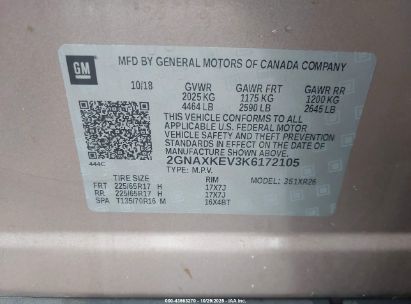 GM
MFD BY GENERAL MOTORS OF CANADA COMPANY
10/18 GVWR GAWR FRT GAWR RR
2025 KG 1175 KG 1200 KG
4464 LB 2590 LB 2645 LB
THIS VEHICLE CONFORMS TO ALL
APPLICABLE U.S. FEDERAL MOTOR
VEHICLE SAFETY AND THEFT PREVENTION
STANDARDS IN EFFECT ON THE DATE OF
MANUFACTURE SHOWN ABOVE.
444C 2GNAXKEV3K6172105
TYPE: M.P.V. MODEL: 3S1XR26
TIRE SIZE RIM
FRT 225/65R17 H 17X7J
RR 225/65R17 H 17X7J
SPA T135/70R16 M 16X4BT